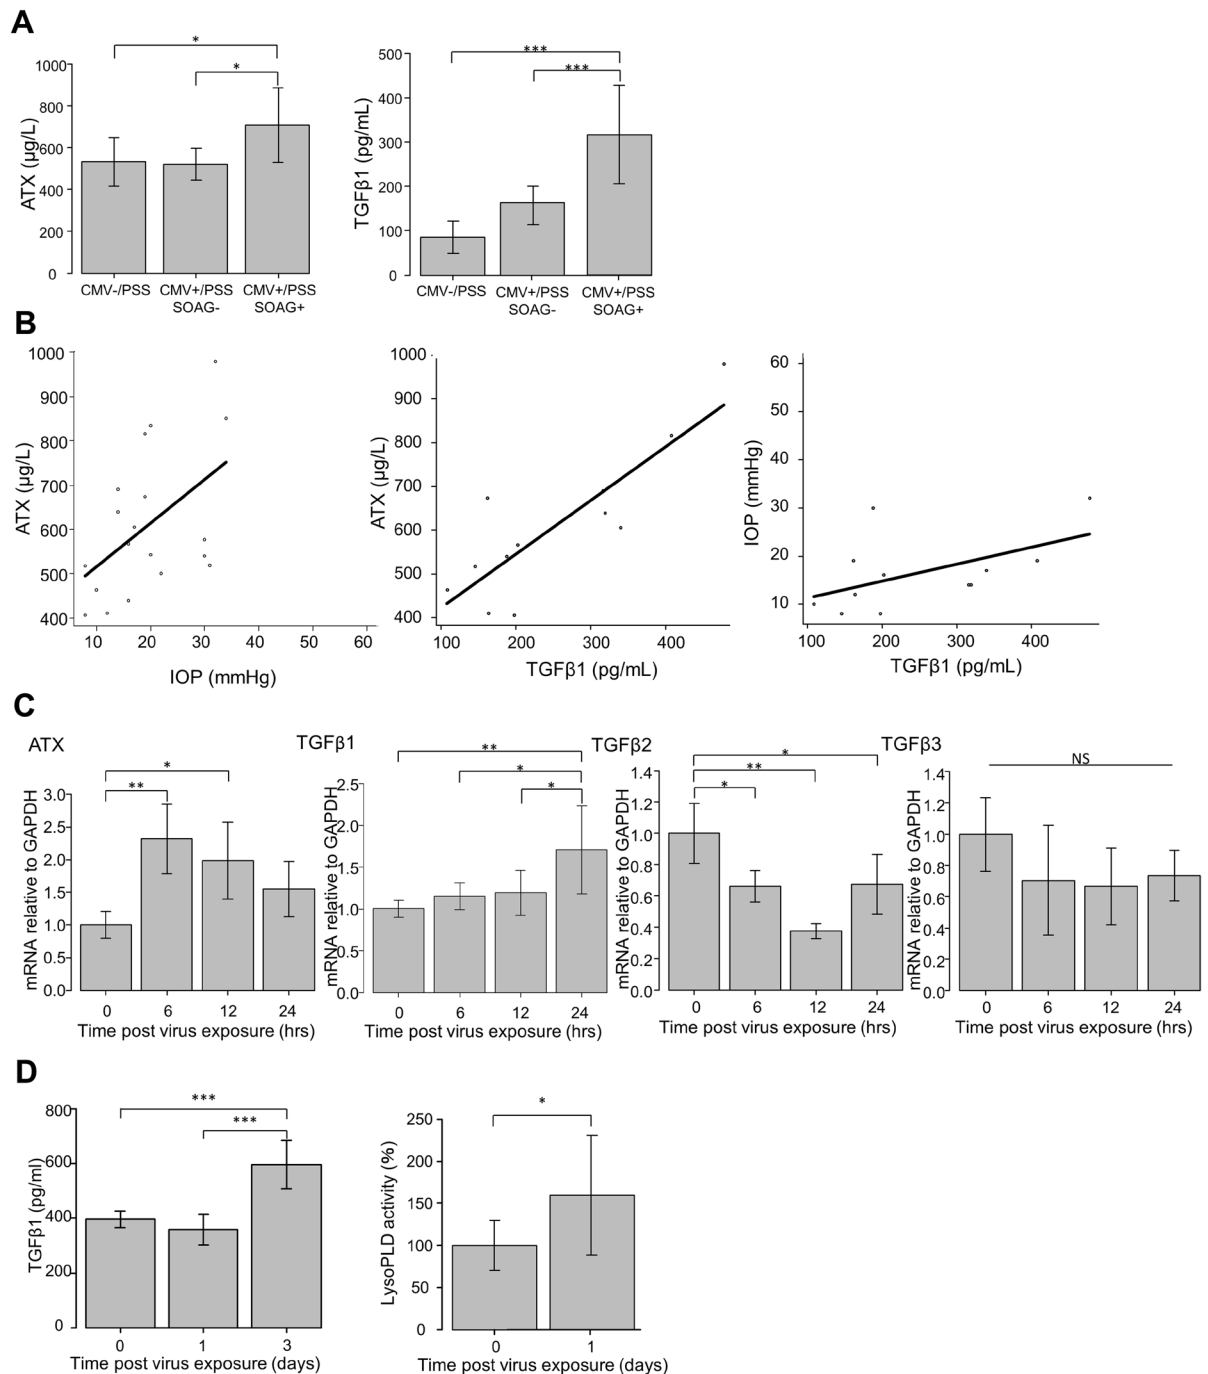 A
*
*
1000
800
600
400
200
0
ATX (µg/L)
CMV-/PSS
CMV+/PSS
SOAG-
CMV+/PSS
SOAG+
***
***
500
400
300
200
100
0
TGFβ1 (pg/mL)
CMV-/PSS
CMV+/PSS
SOAG-
CMV+/PSS
SOAG+
B
1000
900
800
700
600
500
400
ATX (µg/L)
10 20 30 40 50 60
IOP (mmHg)
1000
900
800
700
600
500
400
ATX (µg/L)
100 200 300 400
TGFβ1 (pg/mL)
60
50
40
30
20
10
IOP (mmHg)
100 200 300 400
TGFβ1 (pg/mL)
C
ATX
*
**
3.0
2.5
2.0
1.5
1.0
0.5
0.0
mRNA relative to GAPDH
0 6 12 24
Time post virus exposure (hrs)
TGFβ1
**
*
*
2.5
2.0
1.5
1.0
0.5
0.0
mRNA relative to GAPDH
0 6 12 24
Time post virus exposure (hrs)
TGFβ2
*
**
*
1.4
1.2
1.0
0.8
0.6
0.4
0.2
0.0
mRNA relative to GAPDH
0 6 12 24
Time post virus exposure (hrs)
TGFβ3
NS
1.4
1.2
1.0
0.8
0.6
0.4
0.2
0.0
mRNA relative to GAPDH
0 6 12 24
Time post virus exposure (hrs)
D
***
***
800
600
400
200
0
TGFβ1 (pg/ml)
0 1 3
Time post virus exposure (days)
*
250
200
150
100
50
0
LysoPLD activity (%)
0 1
Time post virus exposure (days)